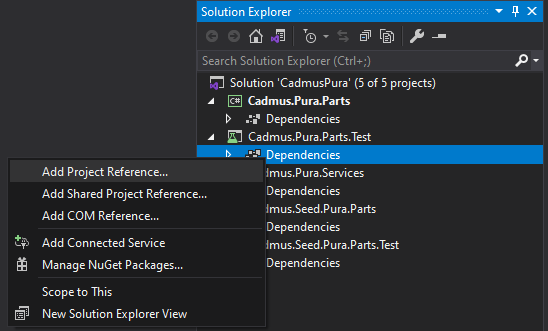 Solution Explorer
Search Solution Explorer (Ctrl+;)
Solution 'CadmusPura' (5 of 5 projects)
C# Cadmus.Pura.Parts
Dependencies
Cadmus.Pura.Parts.Test
Dependencies
dmus.Pura.Services
Dependencies
dmus.Seed.Pura.Parts
Dependencies
dmus.Seed.Pura.Parts.Test
Dependencies
Add Project Reference...
Add Shared Project Reference...
Add COM Reference...
Add Connected Service
Manage NuGet Packages...
Scope to This
New Solution Explorer View